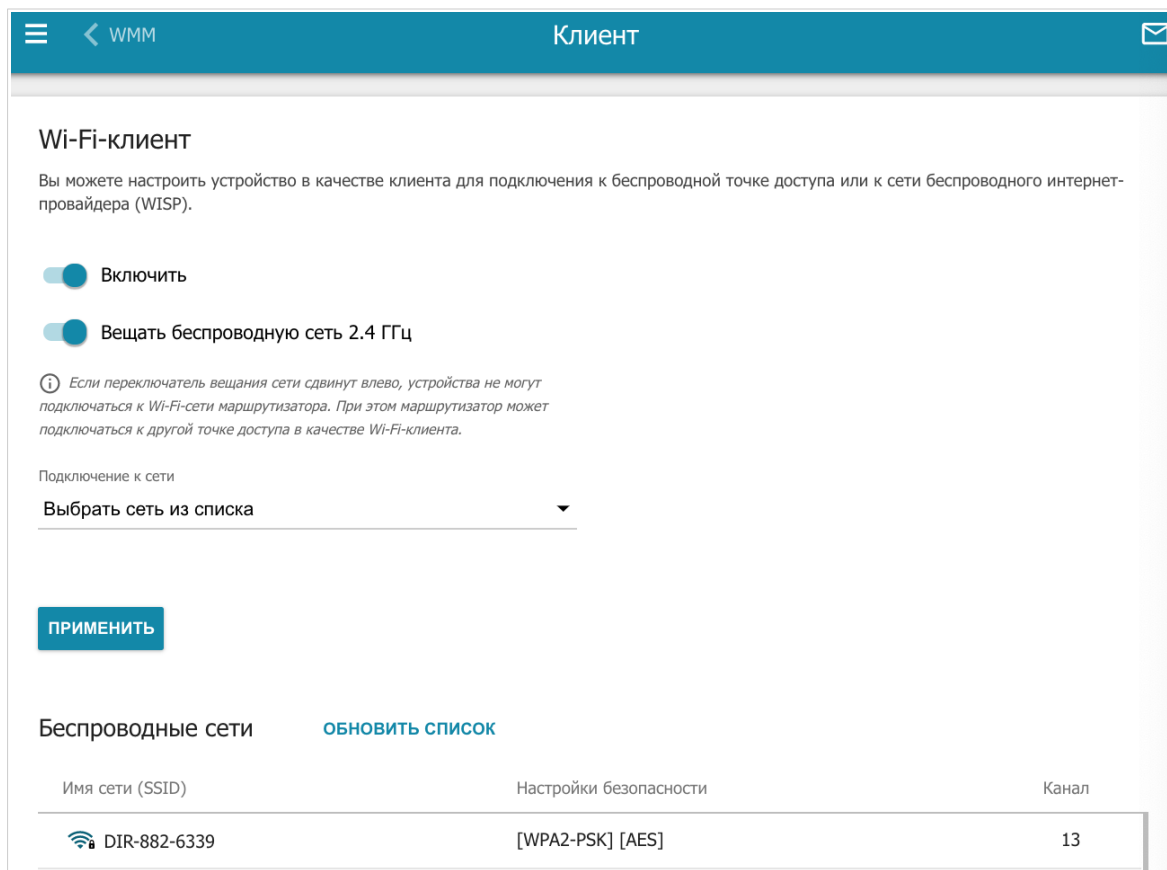 WMM
Клиент
Wi-Fi-клиент
Вы можете настроить устройство в качестве клиента для подключения к беспроводной точке доступа или к сети беспроводного интернет-
провайдера (WISP).
Включить
Вещать беспроводную сеть 2.4 ГГц
Если переключатель вещания сети сдвинут влево, устройства не могут
подключаться к Wi-Fi-сети маршрутизатора. При этом маршрутизатор может
подключаться к другой точке доступа в качестве Wi-Fi-клиента.
Подключение к сети
Выбрать сеть из списка
ПРИМЕНИТЬ
Беспроводные сети ОБНОВИТЬ СПИСОК
Имя сети (SSID) Настройки безопасности Канал
DIR-882-6339 [WPA2-PSK] [AES] 13